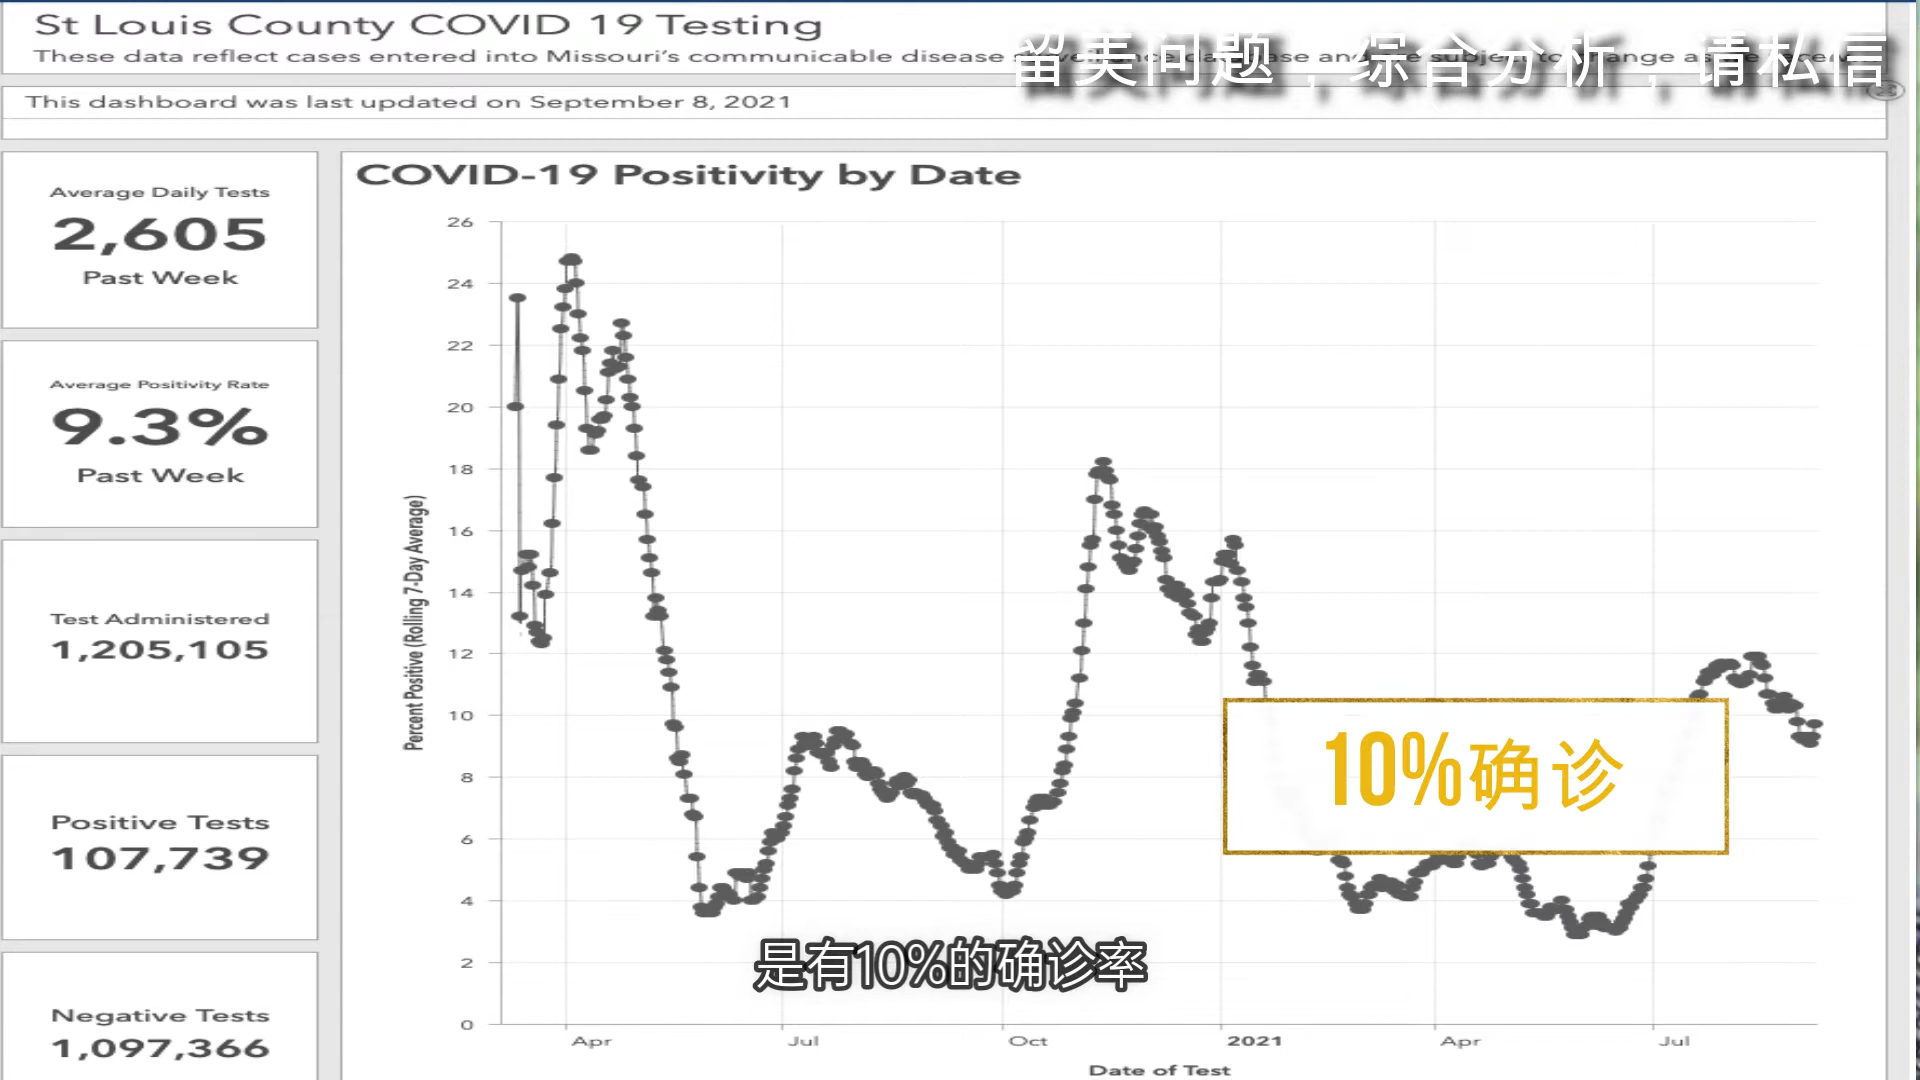 St Louis County COVID 19 Testing
These data reflect cases entered into Missouri's communicable disease
留美问题，综合分析，请私信
This dashboard was last updated on September 8, 2021
Average Daily Tests
2,605
Past Week
Average Positivity Rate
9.3%
Past Week
Test Administered
1,205,105
Positive Tests
107,739
Negative Tests
1,097,366
COVID-19 Positivity by Date
Percent Positive (Rolling 7-Day Average)
26
24
22
20
18
16
14
12
10
8
6
4
2
0
Apr
Jul
Oct
2021
Apr
Jul
Date of Test
10%确诊
是有10%的确诊率